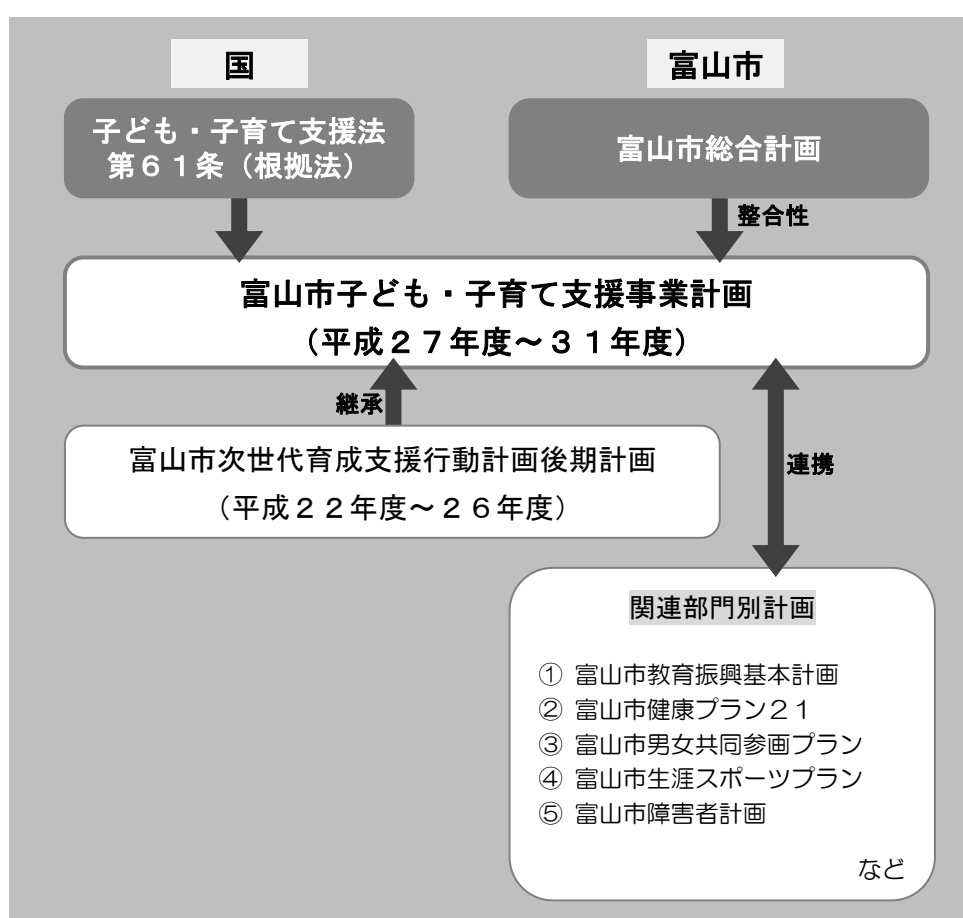 国
富山市
子ども・子育て支援法
第６１条（根拠法）
富山市総合計画
整合性
富山市子ども・子育て支援事業計画
（平成２７年度～３１年度）
継承
富山市次世代育成支援行動計画後期計画
（平成２２年度～２６年度）
連携
関連部門別計画
① 富山市教育振興基本計画
② 富山市健康プラン２１
③ 富山市男女共同参画プラン
④ 富山市生涯スポーツプラン
⑤ 富山市障害者計画
など